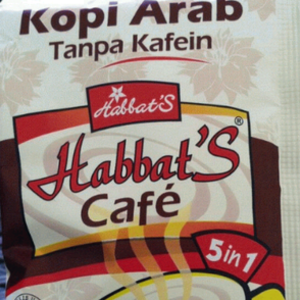 Kopi Arab
Tanpa Kafein
Habbat'S
Habbat'S®
Café
5 in 1